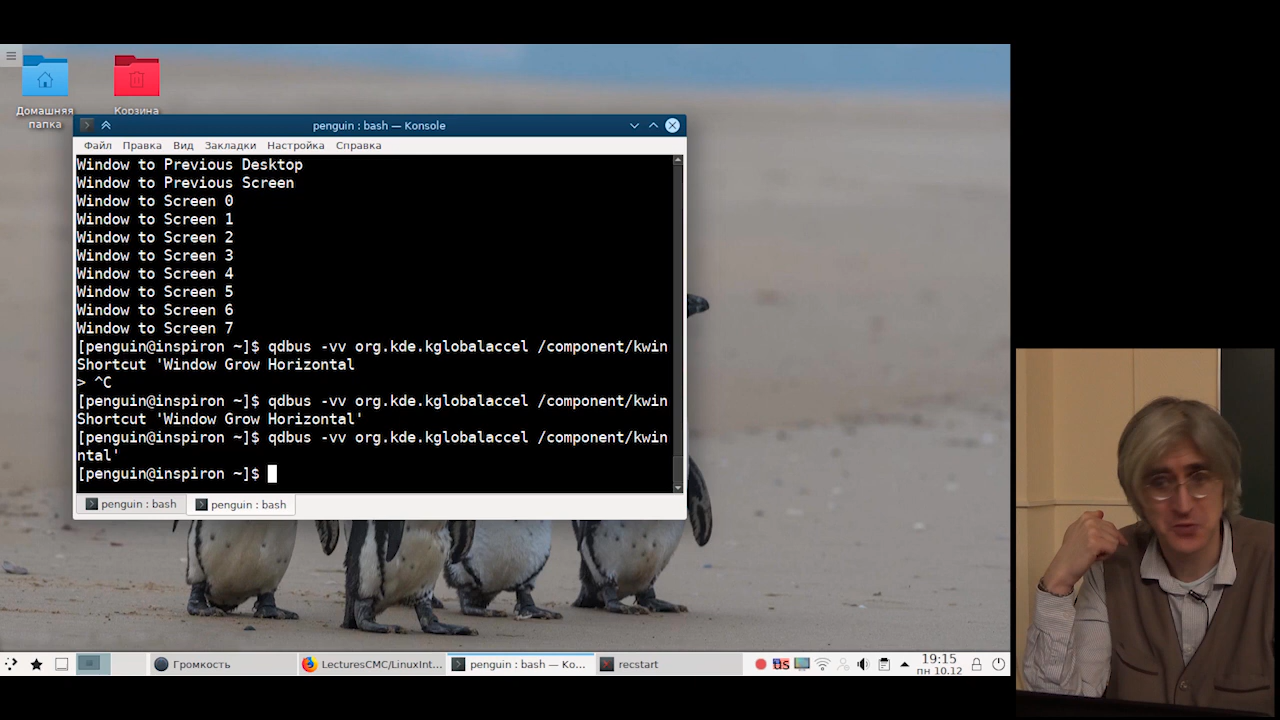 Домашняя
папка
Корзина
penguin : bash — Konsole
Файл Правка Вид Закладки Настройка Справка
Window to Previous Desktop
Window to Previous Screen
Window to Screen 0
Window to Screen 1
Window to Screen 2
Window to Screen 3
Window to Screen 4
Window to Screen 5
Window to Screen 6
Window to Screen 7
[penguin@inspiron ~]$ qdbus -vv org.kde.kglobalaccel /component/kwin
Shortcut 'Window Grow Horizontal
> ^C
[penguin@inspiron ~]$ qdbus -vv org.kde.kglobalaccel /component/kwin
Shortcut 'Window Grow Horizontal'
[penguin@inspiron ~]$ qdbus -vv org.kde.kglobalaccel /component/kwin
ntal'
[penguin@inspiron ~]$
penguin : bash penguin : bash
Громкость LecturesCMC/LinuxInt... penguin : bash — Ko... recstart us 19:15
пн 10.12